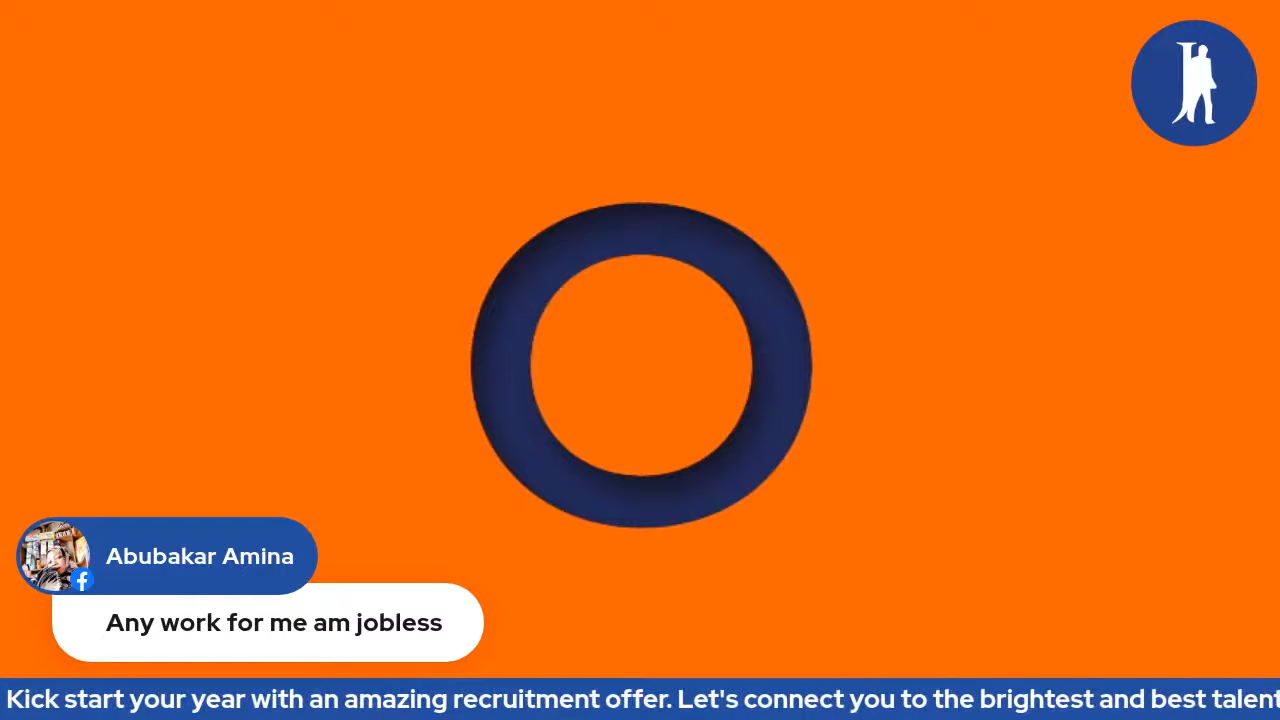 Abubakar Amina
Any work for me am jobless
Kick start your year with an amazing recruitment offer. Let's connect you to the brightest and best talent